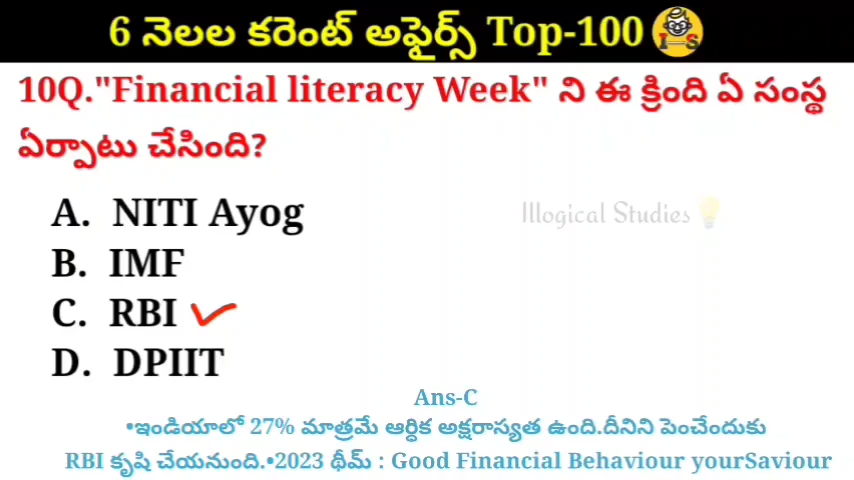 6 నెలల కరెంట్ అఫైర్స్ Top-100
I S
10Q."Financial literacy Week" ని ఈ క్రింది ఏ సంస్థ
ఏర్పాటు చేసింది?
A. NITI Ayog
Illogical Studies
B. IMF
C. RBI
D. DPIIT
Ans-C
•ఇండియాలో 27% మాత్రమే ఆర్ధిక అక్షరాస్యత ఉంది.దీనిని పెంచేందుకు
RBI కృషి చేయనుంది.•2023 థీమ్ : Good Financial Behaviour yourSaviour